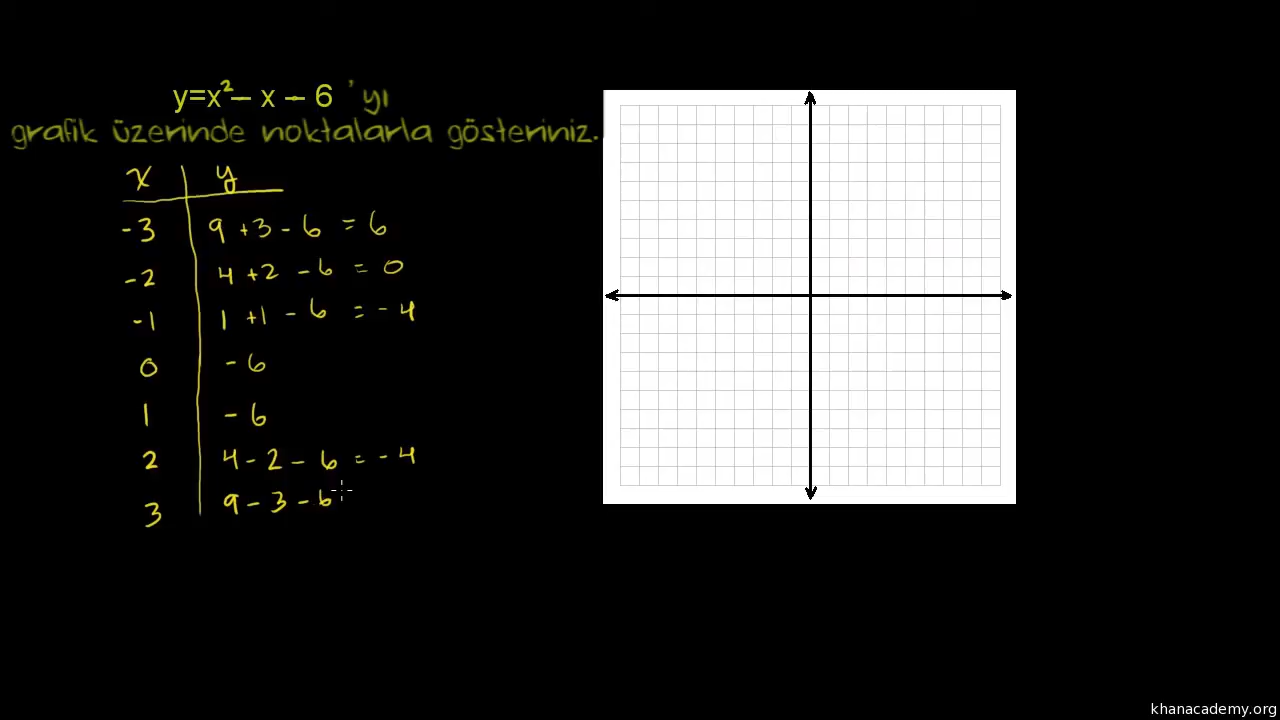 y=x²– x – 6 'yı
grafik üzerinde noktalarla gösteriniz.
x y
-3 9 +3 - 6 = 6
-2 4 +2 - 6 = 0
-1 1 +1 - 6 = -4
0 -6
1 -6
2 4 - 2 - 6 = -4
3 9 - 3 - 6
khanacademy.org